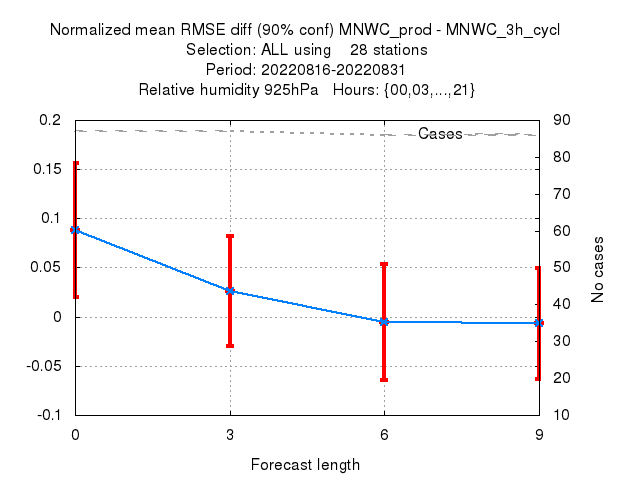 Normalized mean RMSE diff (90% conf) MNWC_prod - MNWC_3h_cycl
Selection: ALL using    28 stations
Period: 20220816-20220831
Relative humidity 925hPa   Hours: {00,03,...,21}
0.2
0.15
0.1
0.05
0
-0.05
-0.1
Cases
90
80
70
60
50
40
30
20
10
No cases
0 3 6 9
Forecast length